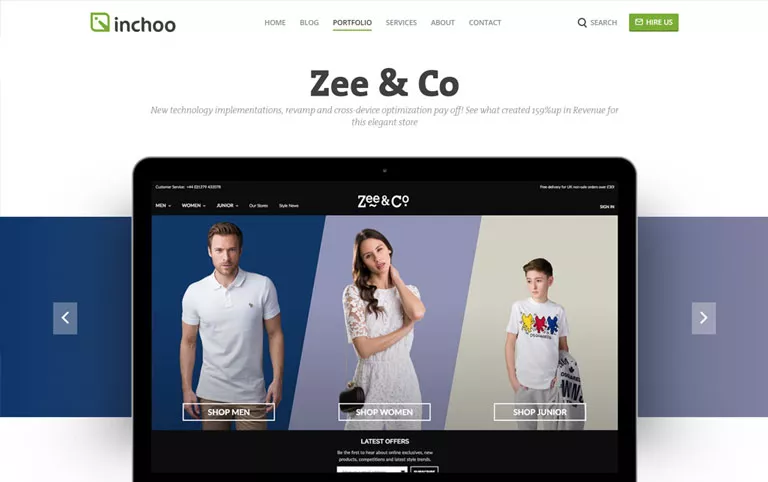 inchoo
HOME BLOG PORTFOLIO SERVICES ABOUT CONTACT
SEARCH
HIRE US
Zee & Co
New technology implementations, revamp and cross-device optimization pay off! See what created 159%up in Revenue for
this elegant store
Customer Service: +44 (0)1279 433078
Free delivery for UK non-sale orders over £30!
MEN WOMEN JUNIOR Our Stores Style News
Zee & Co.
SIGN IN
SHOP MEN
SHOP WOMEN
SHOP JUNIOR
LATEST OFFERS
Be the first to hear about online exclusives, new
products, competitions and latest style trends.
SUBSCRIBE